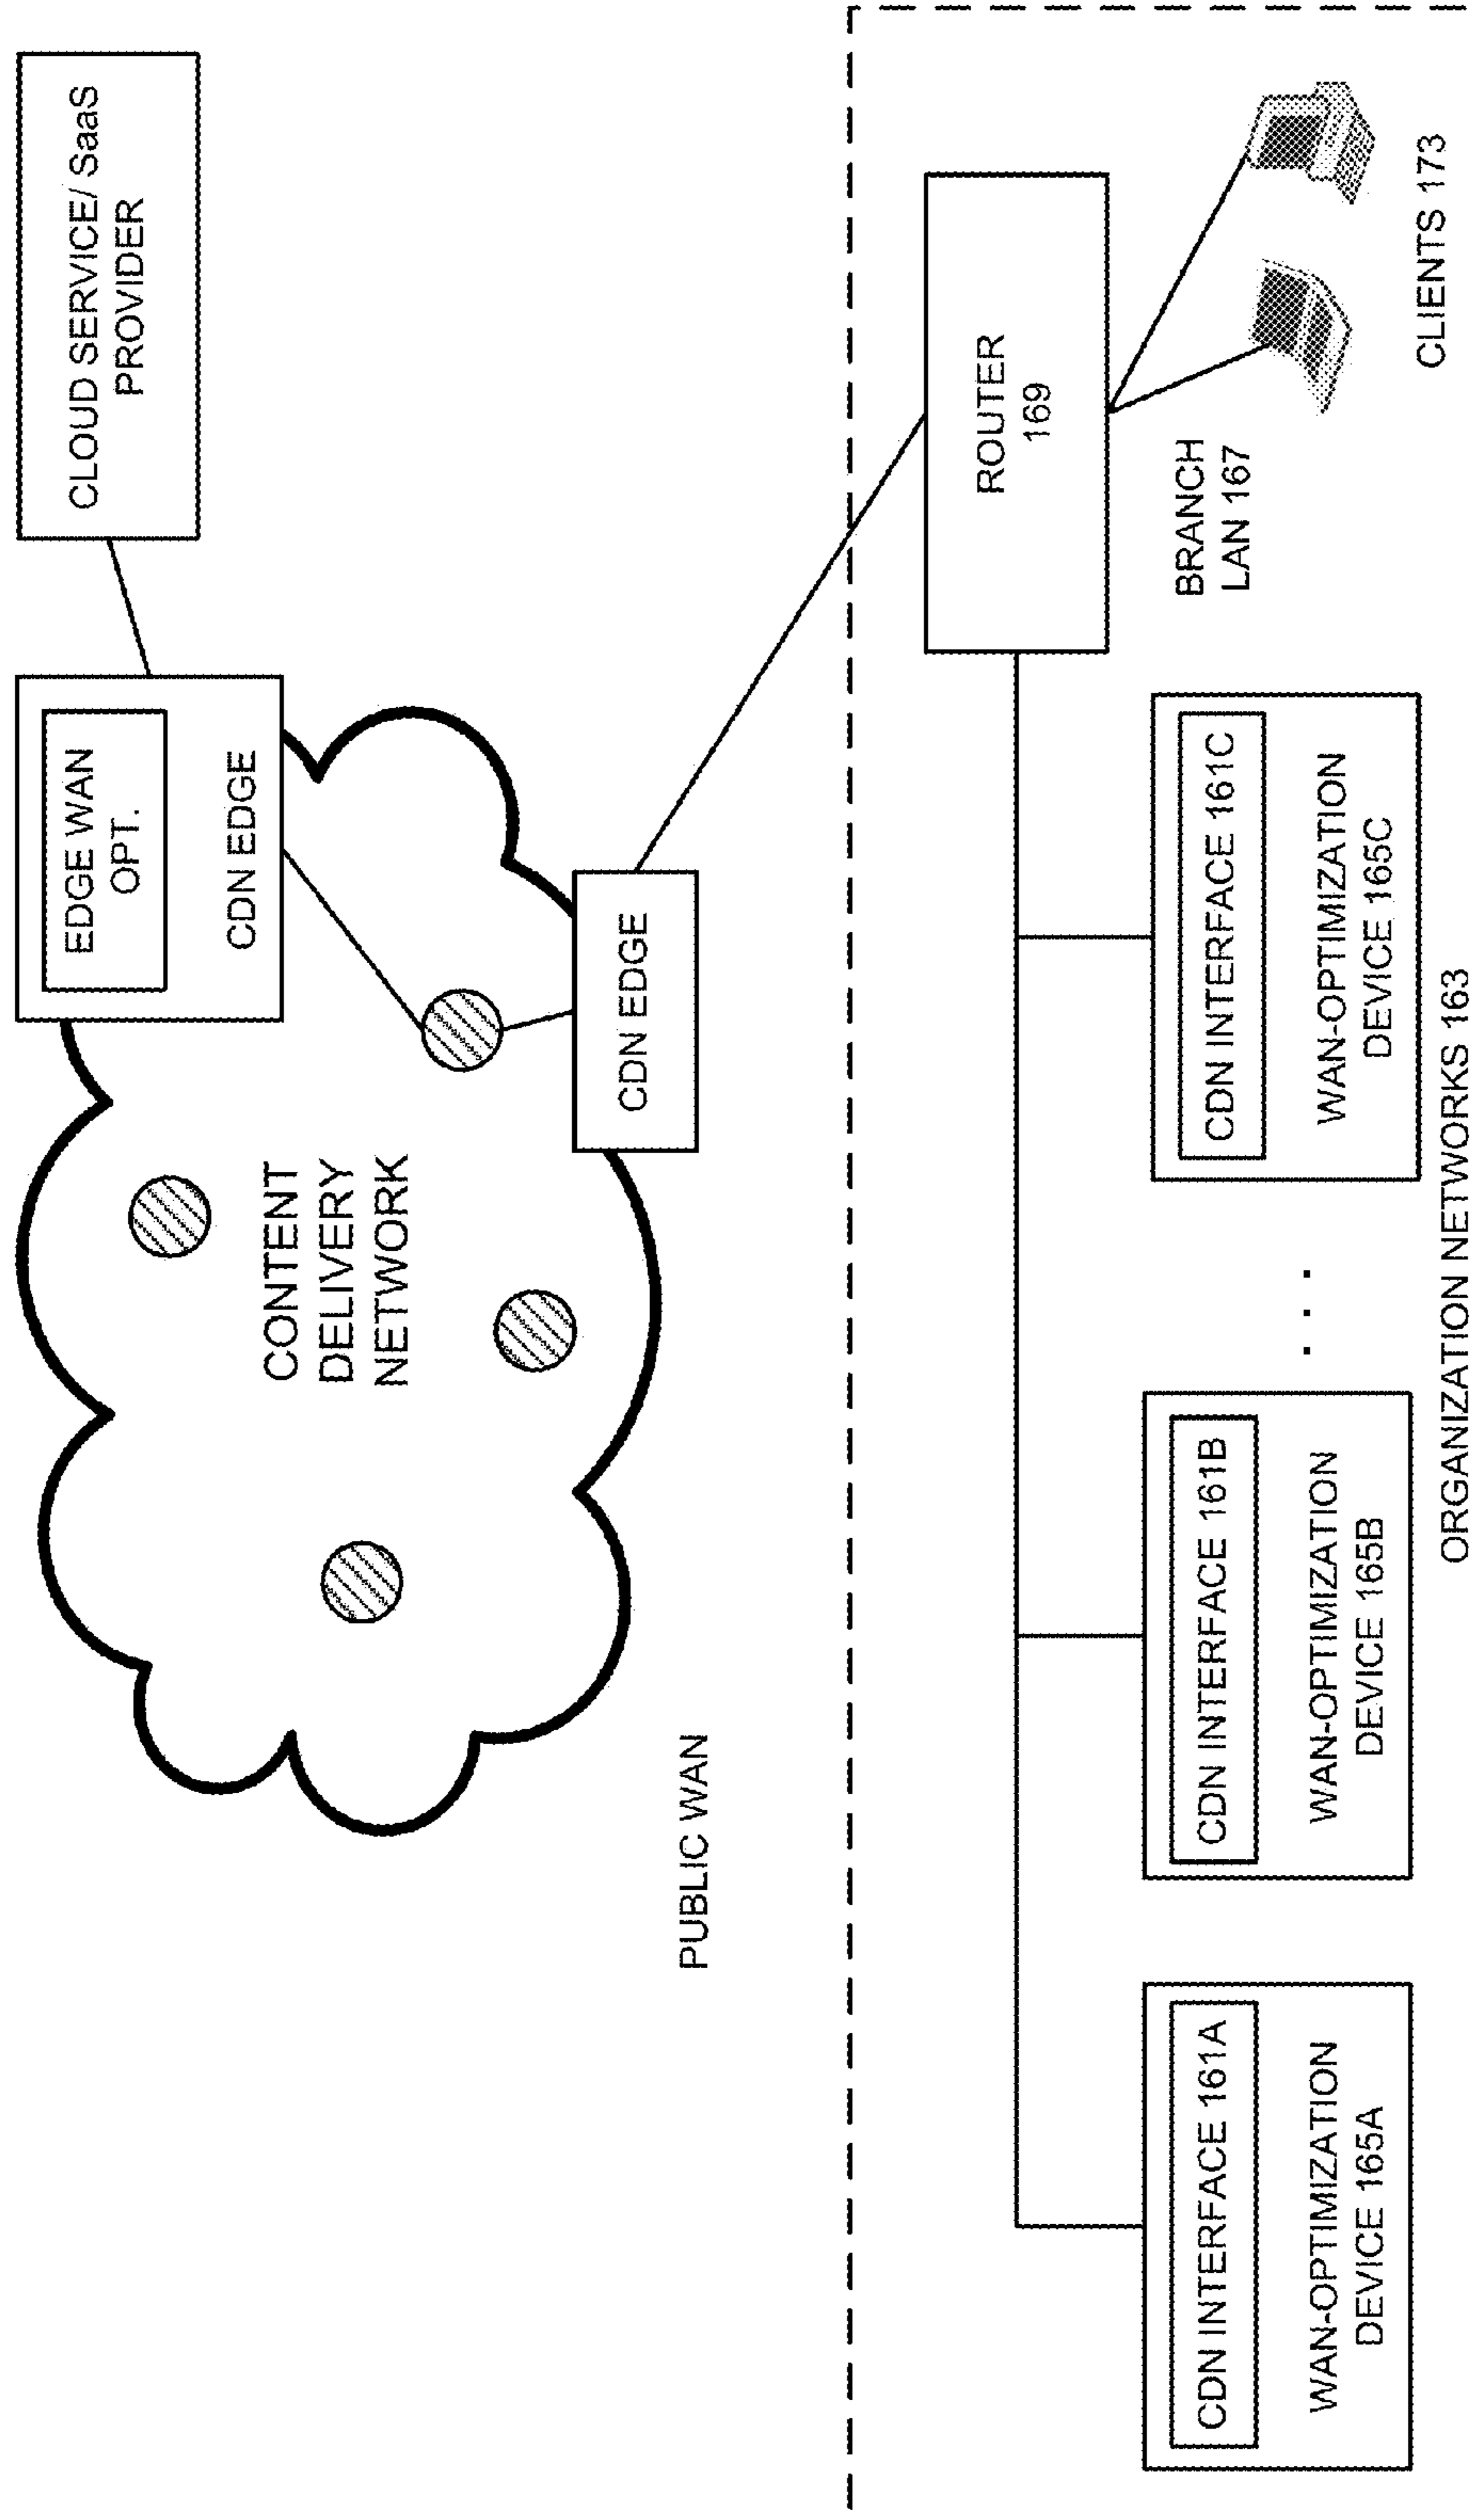 CLOUD SERVICE/ SaaS
PROVIDER
EDGE WAN
OPT.
CDN EDGE
CONTENT
DELIVERY
NETWORK
CDN EDGE
PUBLIC WAN
ROUTER
169
BRANCH
LAN 167
CLIENTS 173
CDN INTERFACE 161A
WAN-OPTIMIZATION
DEVICE 165A
CDN INTERFACE 161B
WAN-OPTIMIZATION
DEVICE 165B
. . .
CDN INTERFACE 161C
WAN-OPTIMIZATION
DEVICE 165C
ORGANIZATION NETWORKS 163